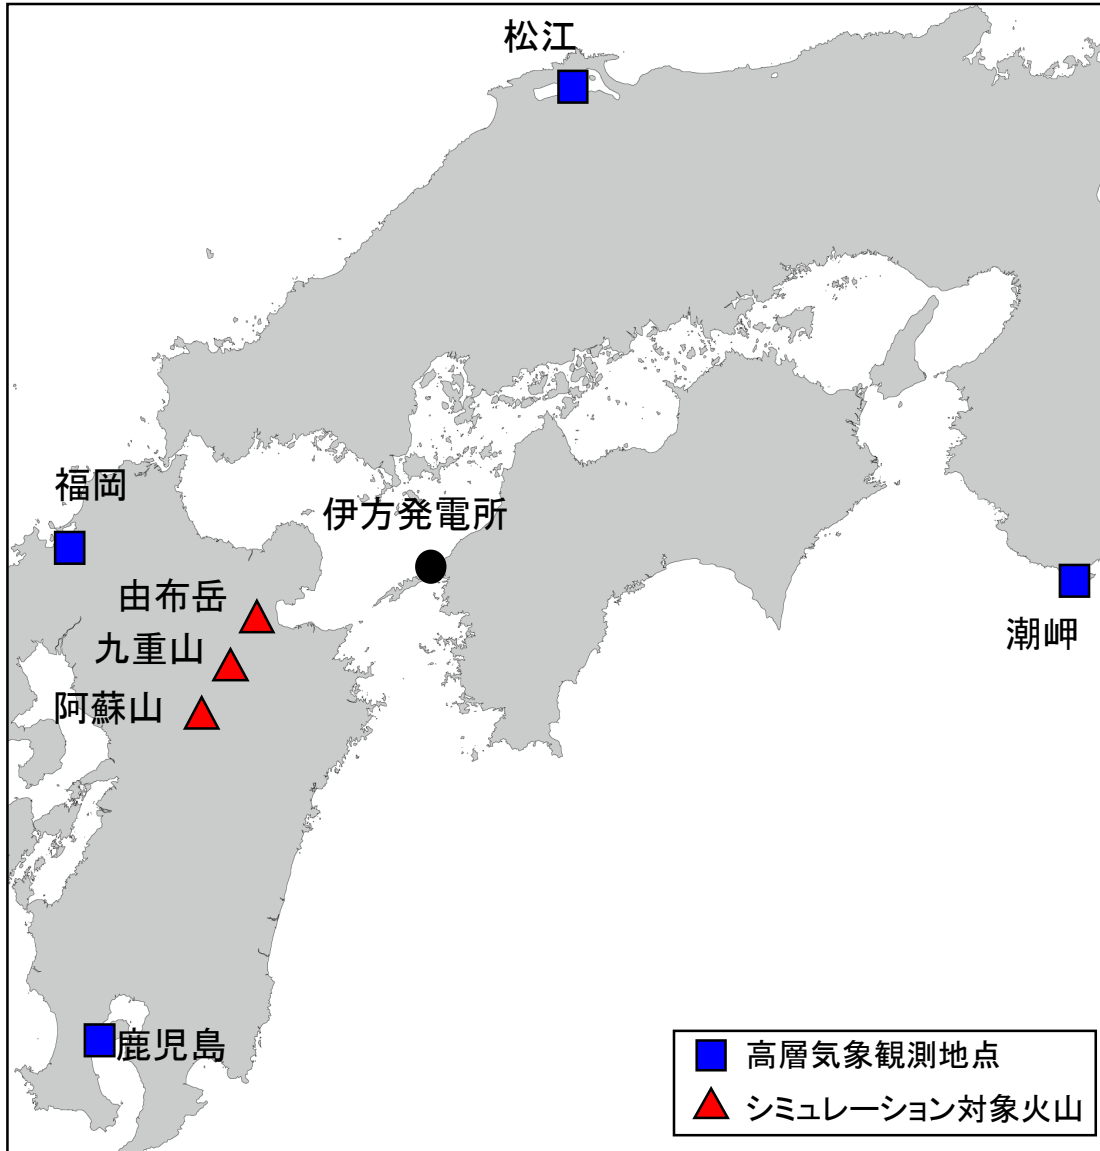 松江
福岡
伊方発電所
由布岳
九重山
潮岬
阿蘇山
鹿児島
高層気象観測地点
シミュレーション対象火山